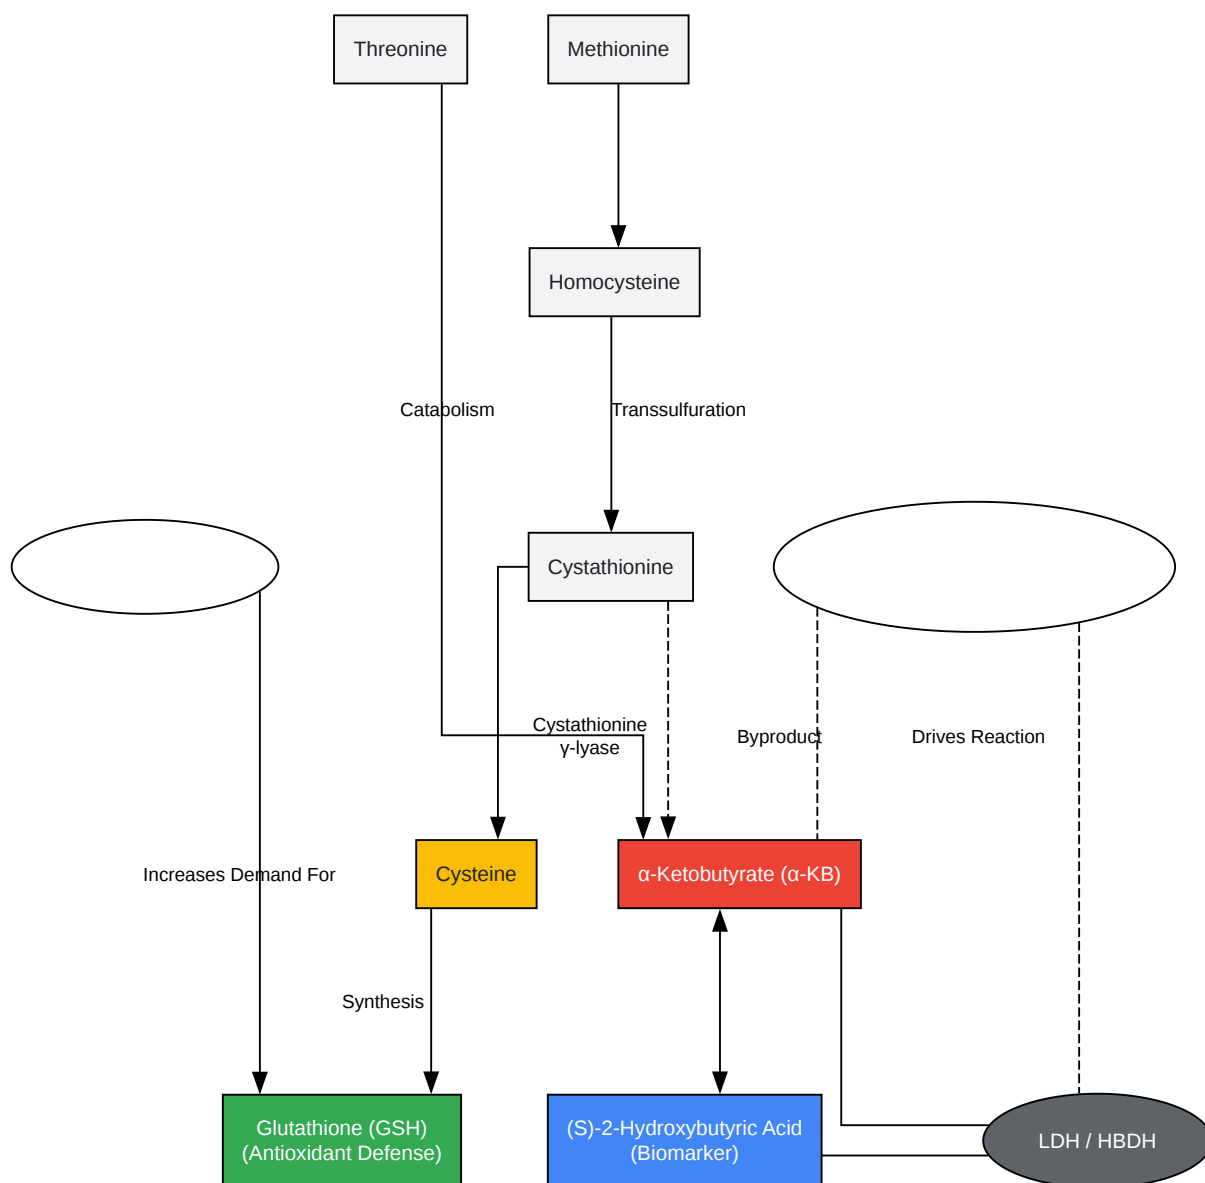 Threonine
Methionine
Homocysteine
Catabolism
Transsulfuration
Cystathionine
Cystathionine
γ-lyase
Byproduct
Drives Reaction
Increases Demand For
Cysteine
α-Ketobutyrate (α-KB)
Synthesis
Glutathione (GSH)
(Antioxidant Defense)
(S)-2-Hydroxybutyric Acid
(Biomarker)
LDH / HBDH